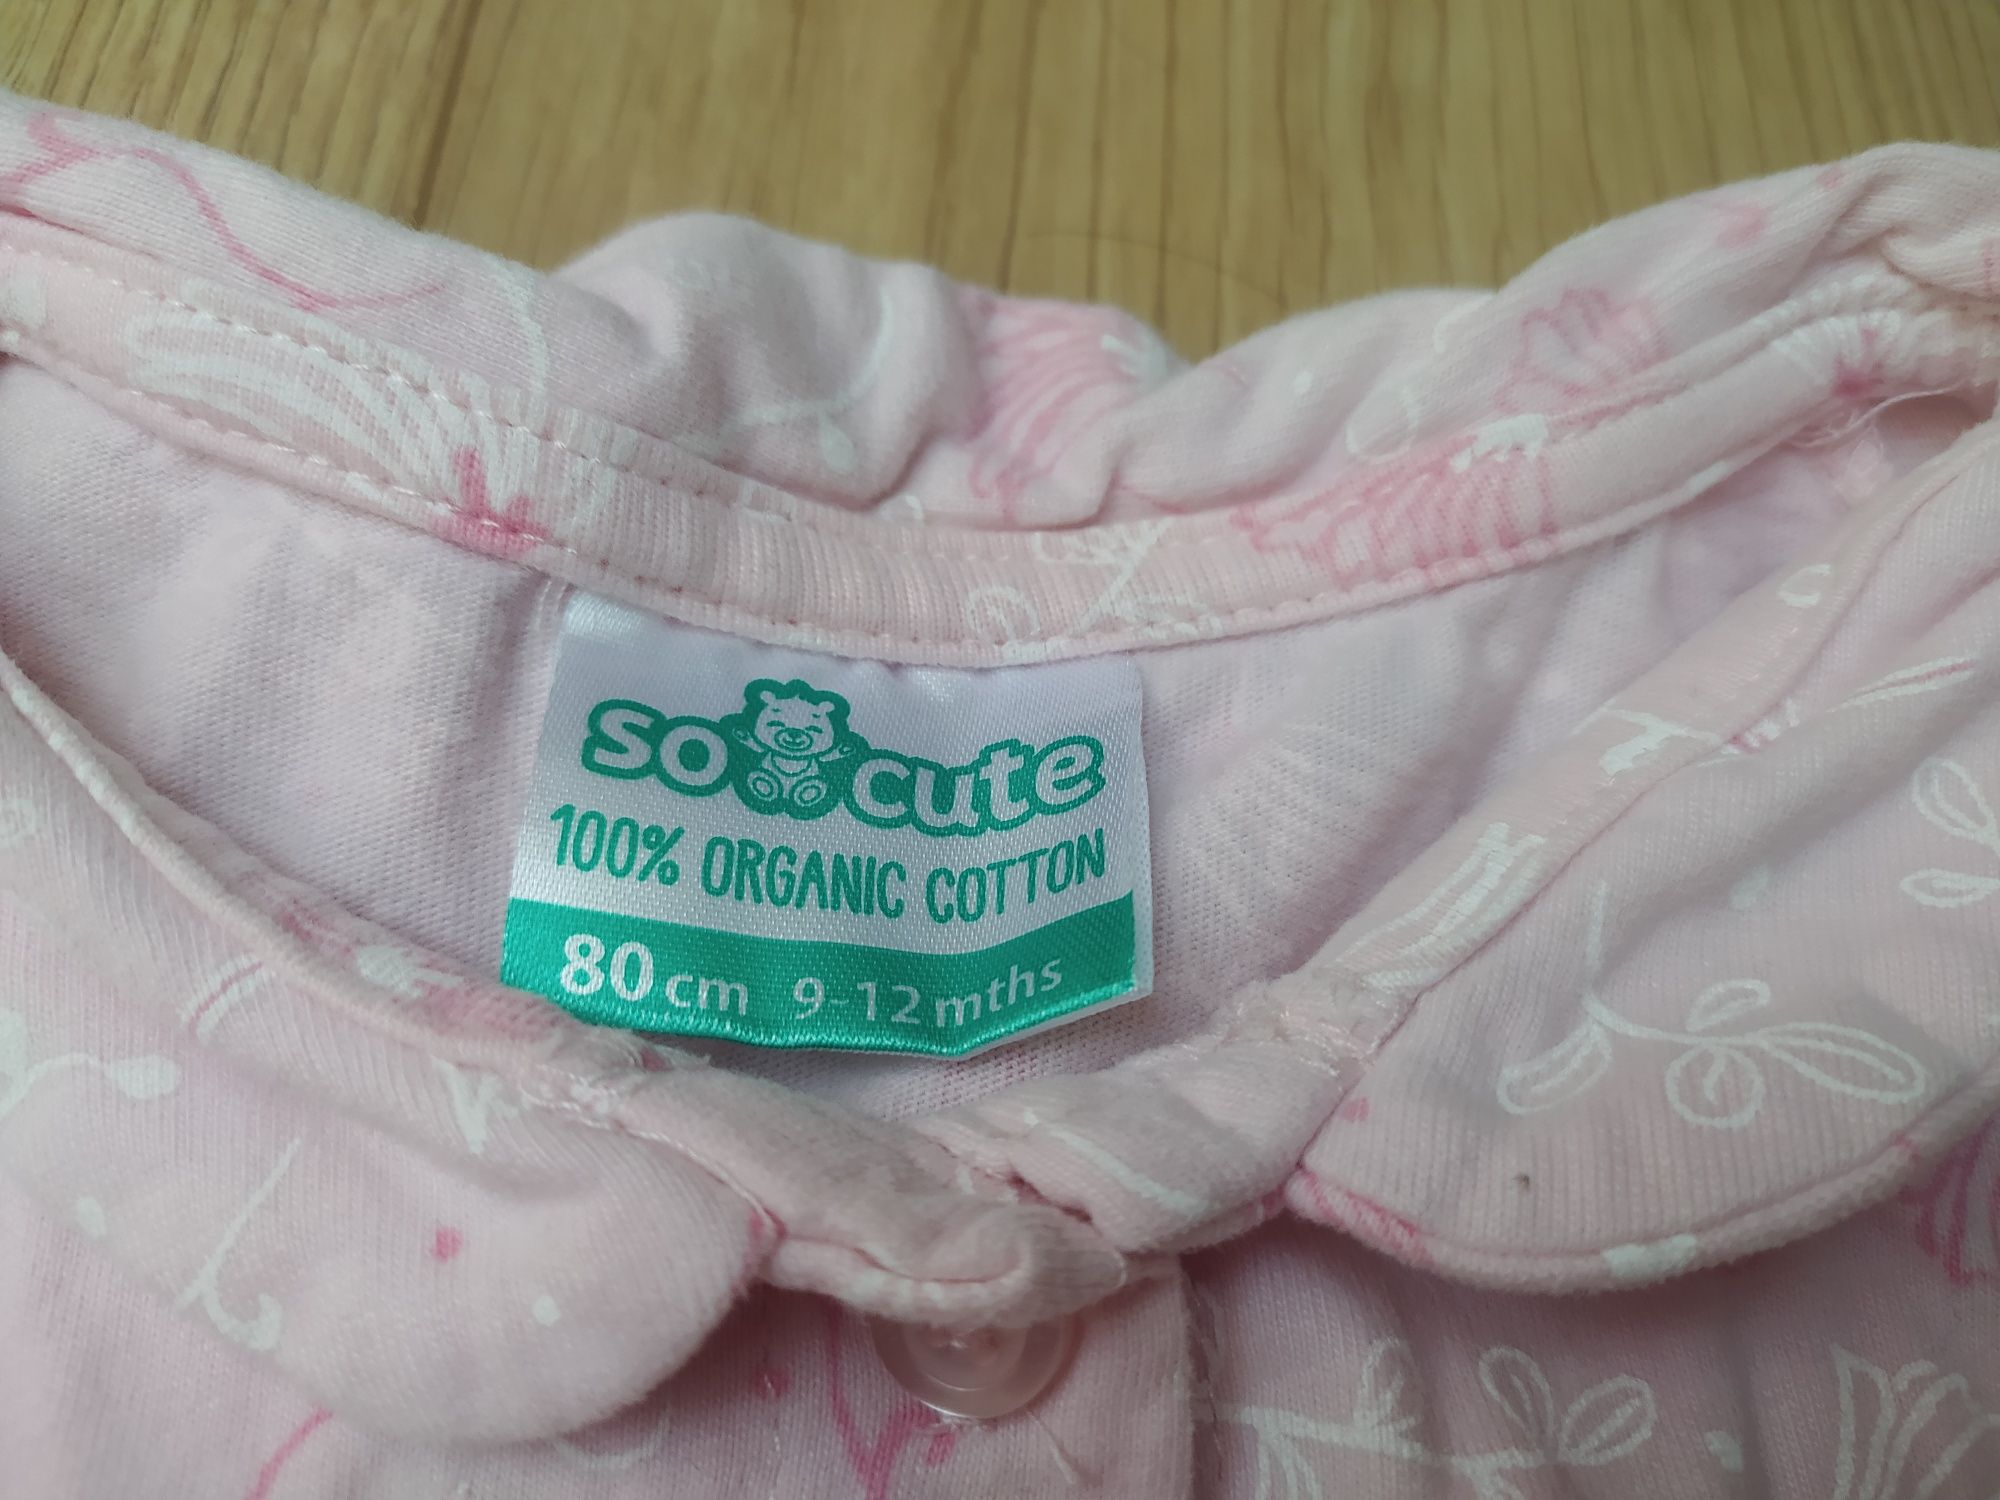 so cute
100% ORGANIC COTTON
80 cm 9-12 mths